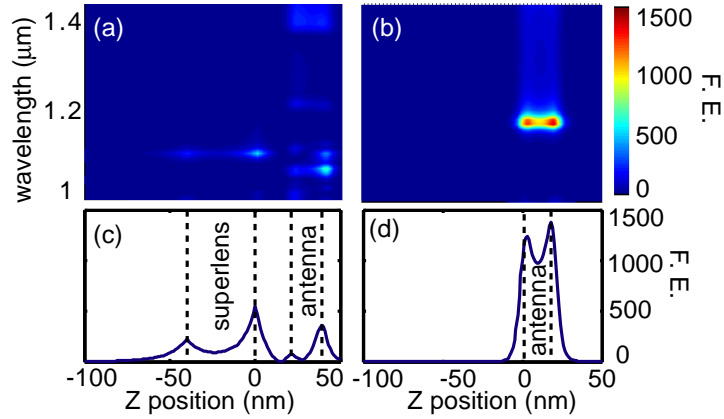 (a)
(b)
wavelength (μm)
1.4
1.2
1
1500
1000
500
0
F. E.
(c)
superlens
antenna
(d)
antenna
1500
1000
500
0
F. E.
-100
-50
0
50
-100
-50
0
50
Z position (nm)
Z position (nm)